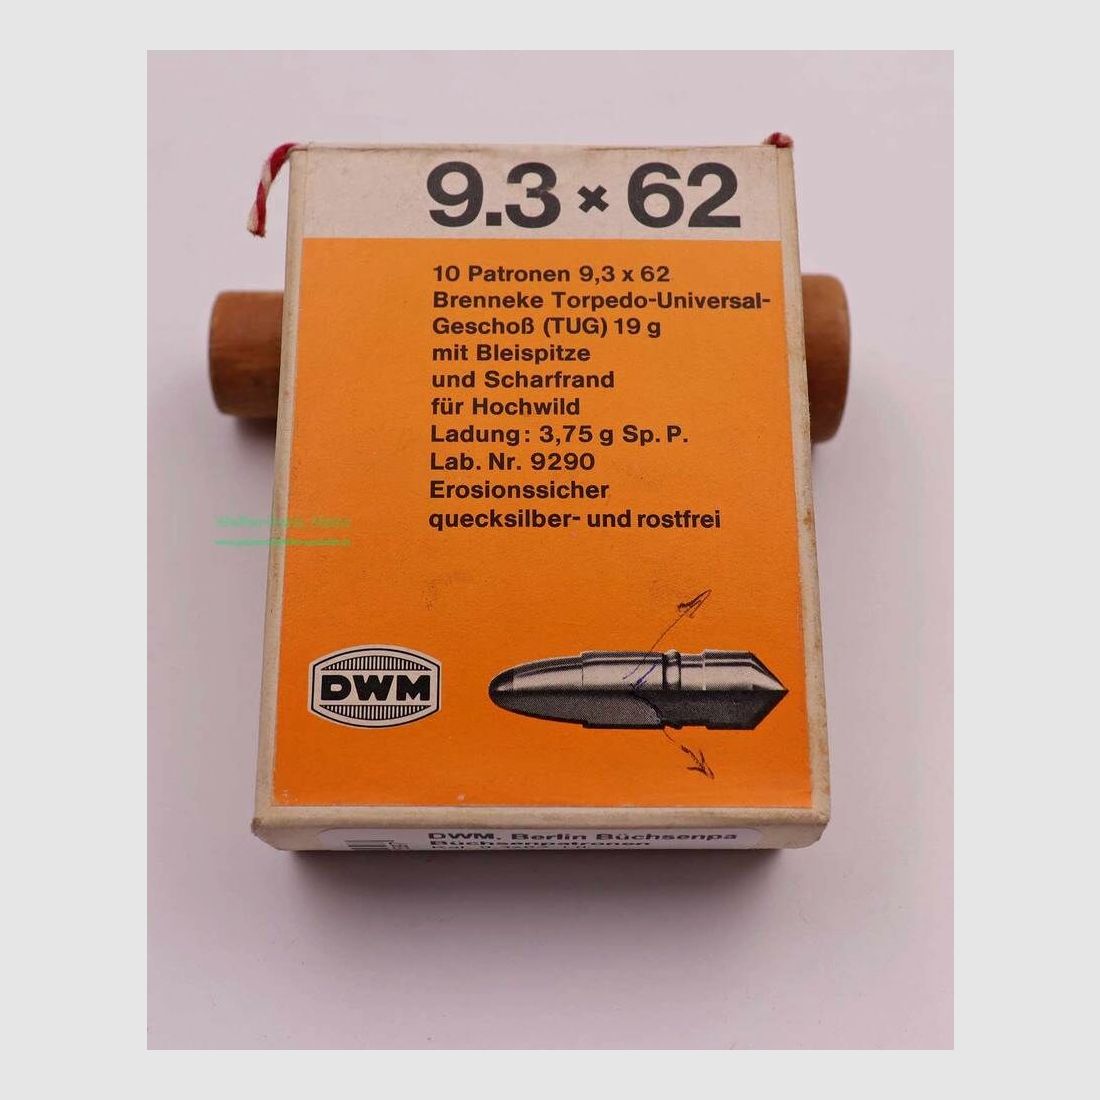 9.3 × 62
10 Patronen 9,3 x 62
Brenneke Torpedo-Universal-
Geschoß (TUG) 19 g
mit Bleispitze
und Scharfrand
für Hochwild
Ladung: 3,75 g Sp. P.
Lab. Nr. 9290
Erosionssicher
quecksilber- und rostfrei
DWM
DWM, Berlin Büchsenpa
Büchsenpatronen